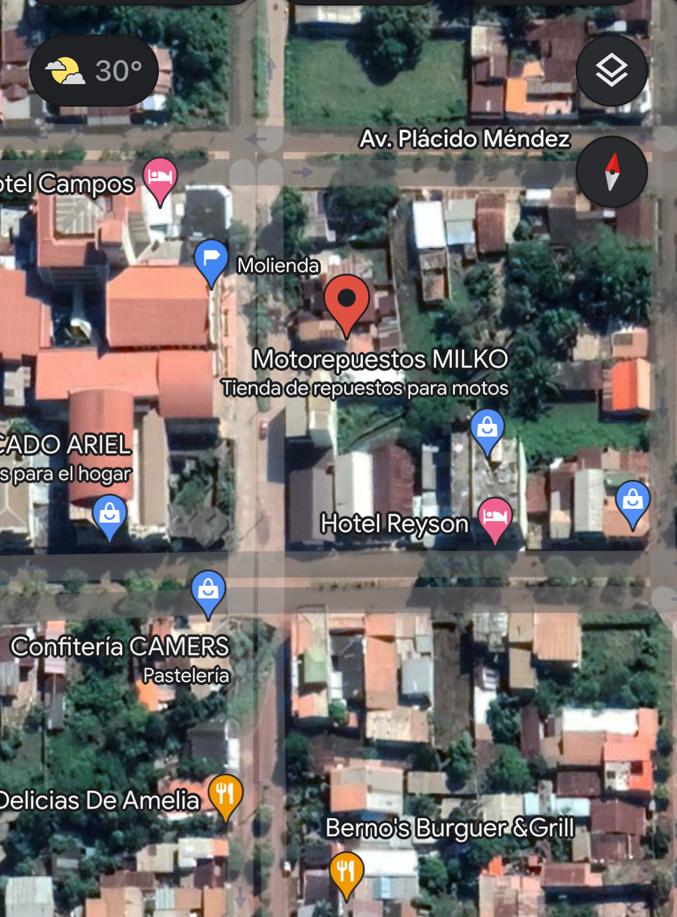 30°
Av. Plácido Méndez
otel Campos
Molienda
Motorepuestos MILKO
Tienda de repuestos para motos
CADO ARIEL
s para el hogar
Hotel Reyson
Confitería CAMERS
Pastelería
Delicias De Amelia
Berno's Burguer &Grill